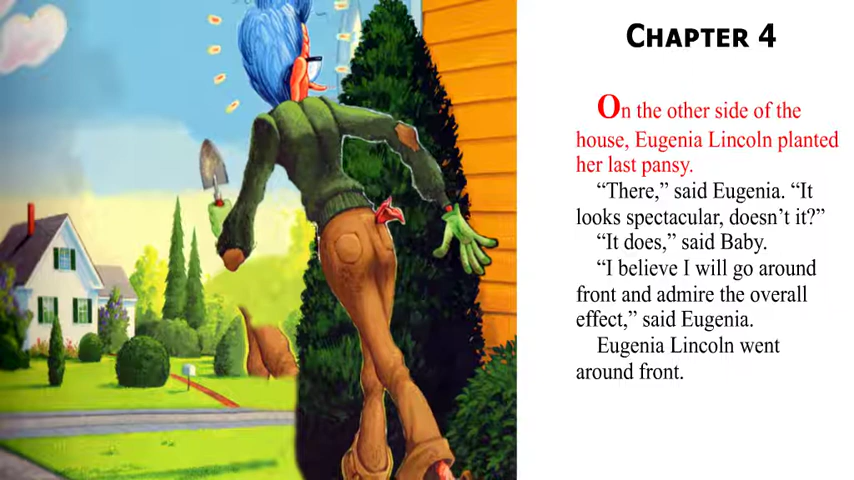 CHAPTER 4
On the other side of the
house, Eugenia Lincoln planted
her last pansy.
“There,” said Eugenia. “It
looks spectacular, doesn’t it?”
“It does,” said Baby.
“I believe I will go around
front and admire the overall
effect,” said Eugenia.
Eugenia Lincoln went
around front.